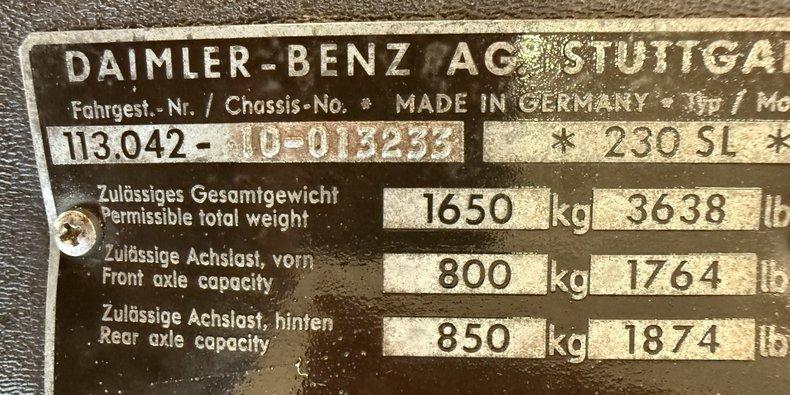 DAIMLER-BENZ AG STUTTGA
Fahrgest.-Nr. / Chassis-No. * MADE IN GERMANY * Typ / Mo
113.042- 10-013233 * 230 SL *
Zulässiges Gesamtgewicht
Permissible total weight 1650 kg 3638 lb
Zulässige Achslast, vorn
Front axle capacity 800 kg 1764 lb
Zulässige Achslast, hinten
Rear axle capacity 850 kg 1874 lb